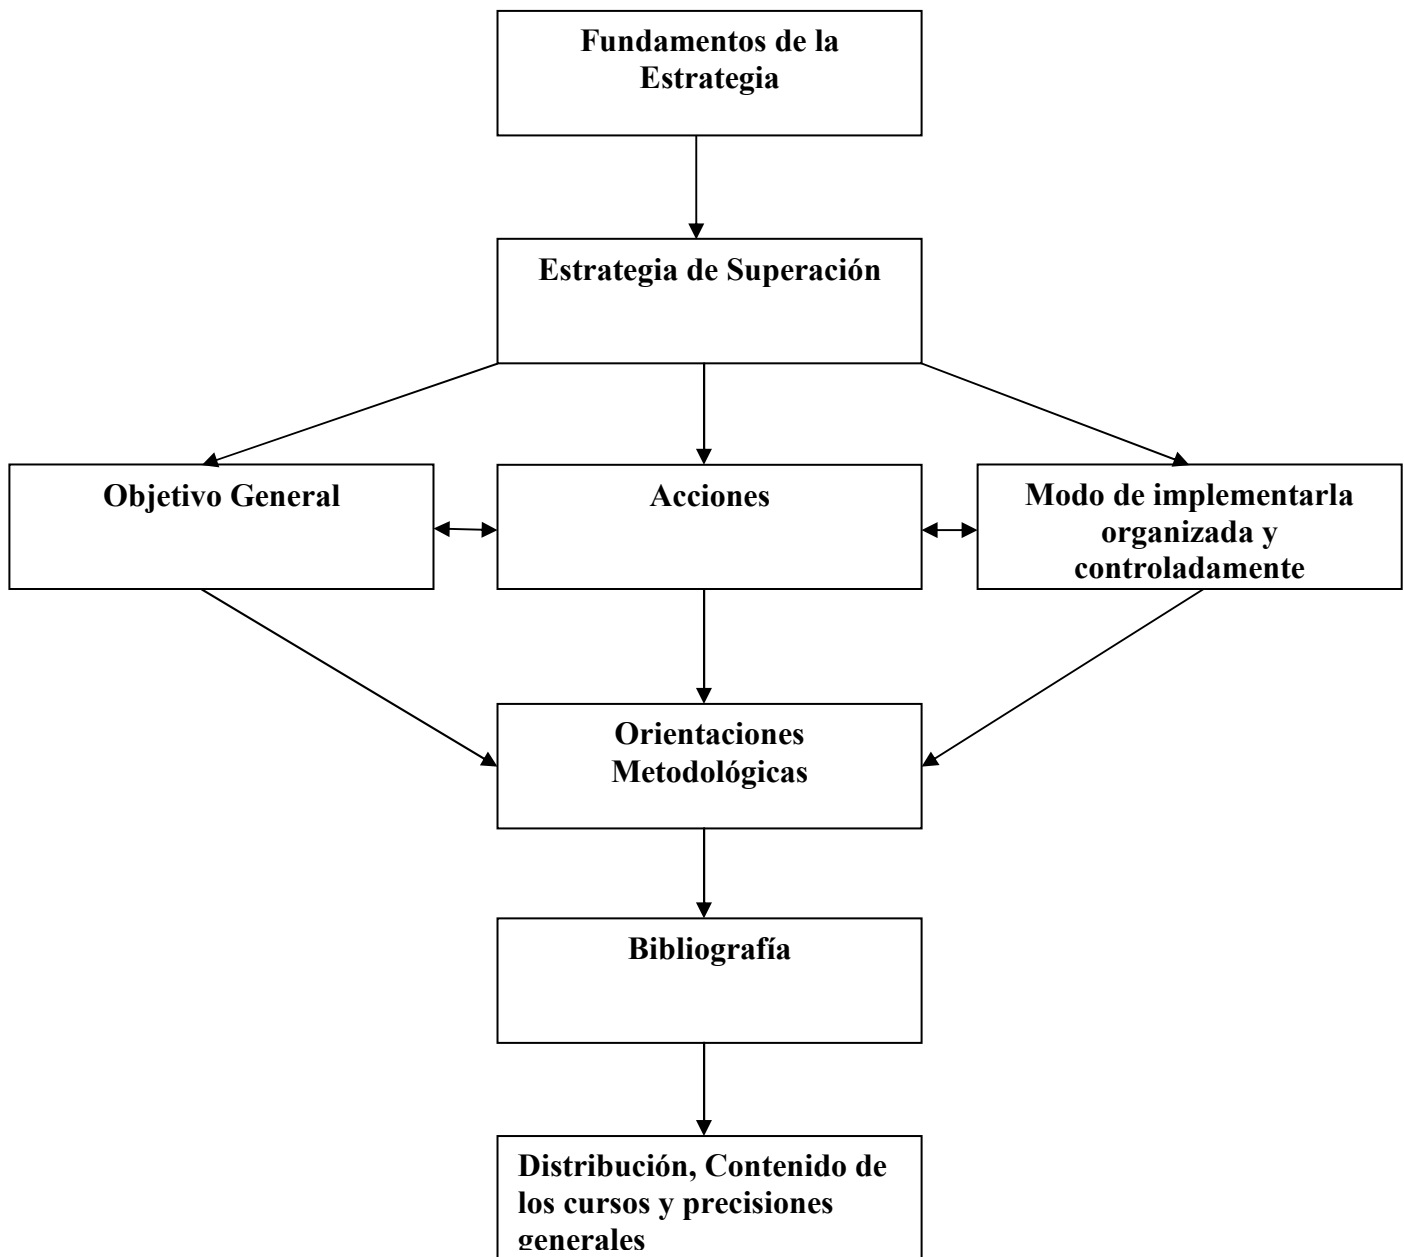 Fundamentos de la
Estrategia
Estrategia de Superación
Objetivo General
Acciones
Modo de implementarla
organizada y
controladamente
Orientaciones
Metodológicas
Bibliografía
Distribución, Contenido de
los cursos y precisiones
generales